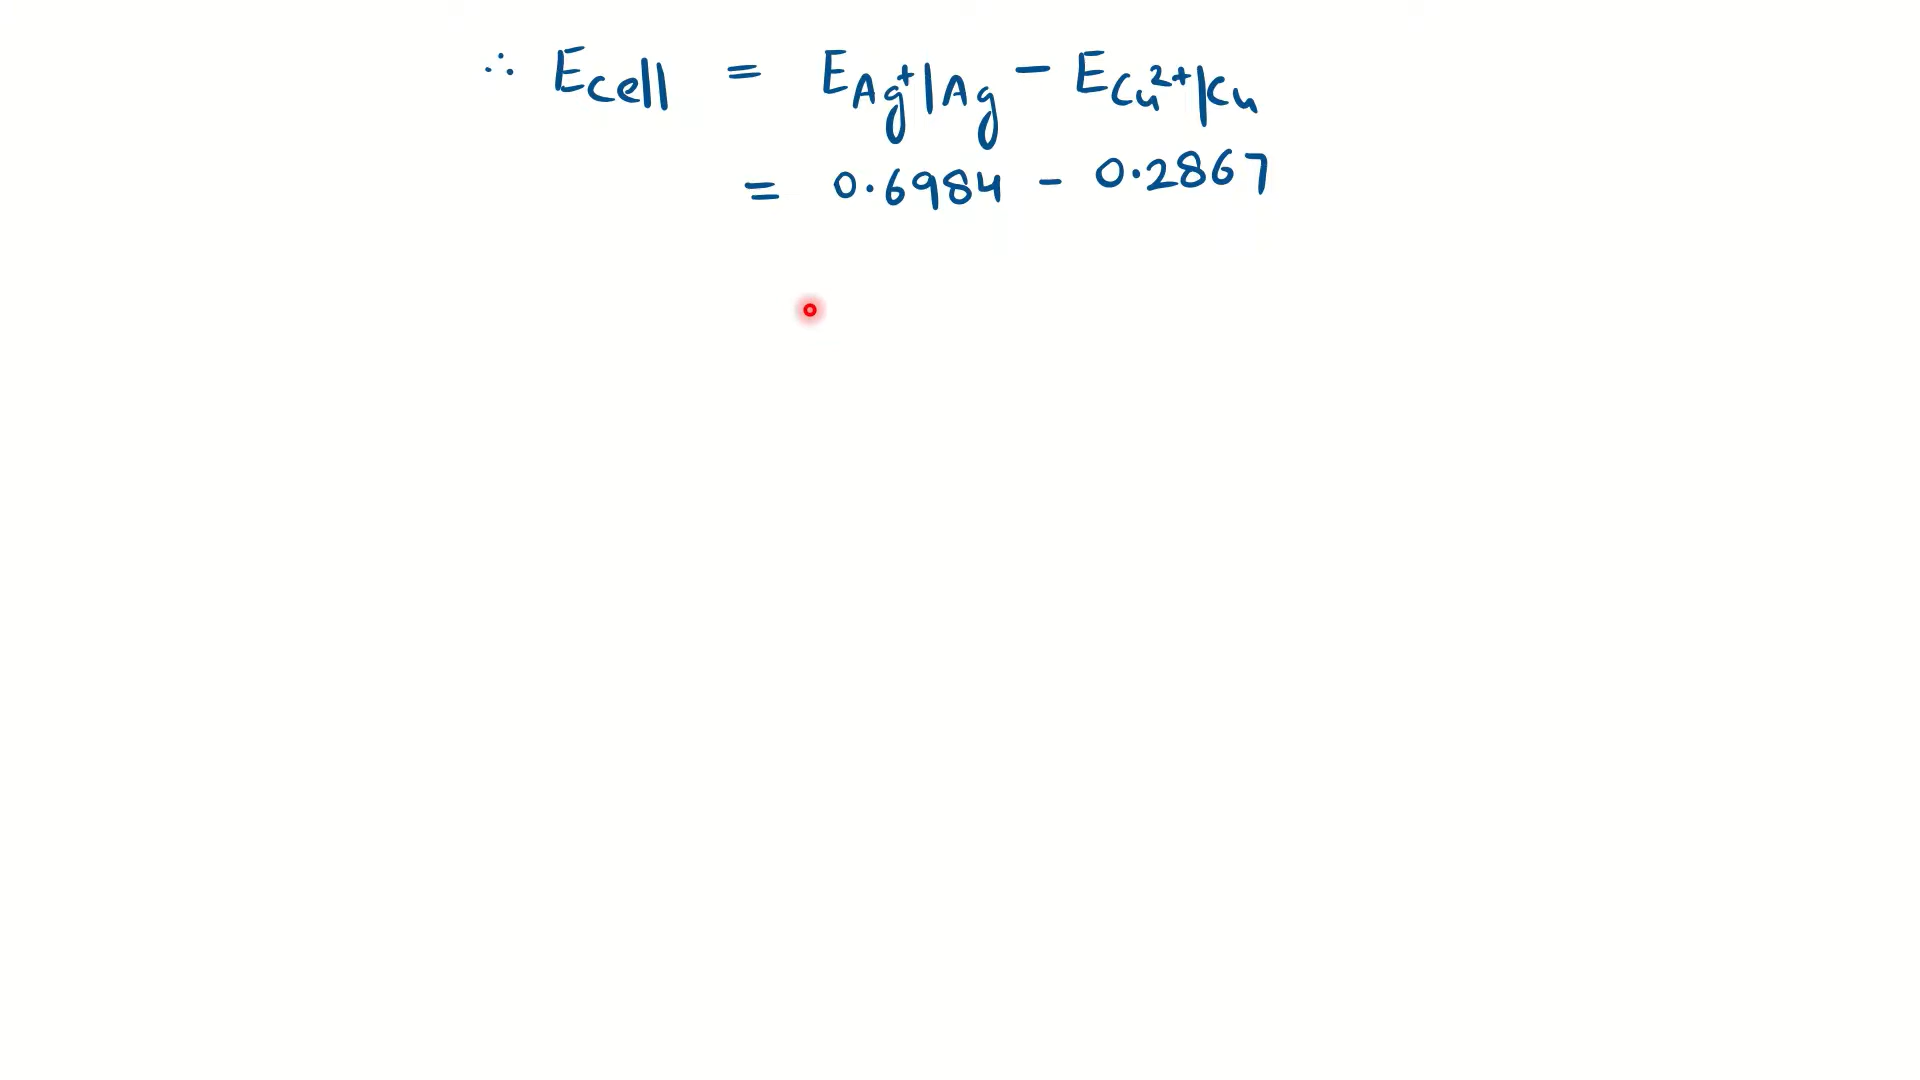 ∴ Ecell = EAg⁺|Ag − ECu²⁺|Cu
= 0.6984 - 0.2867